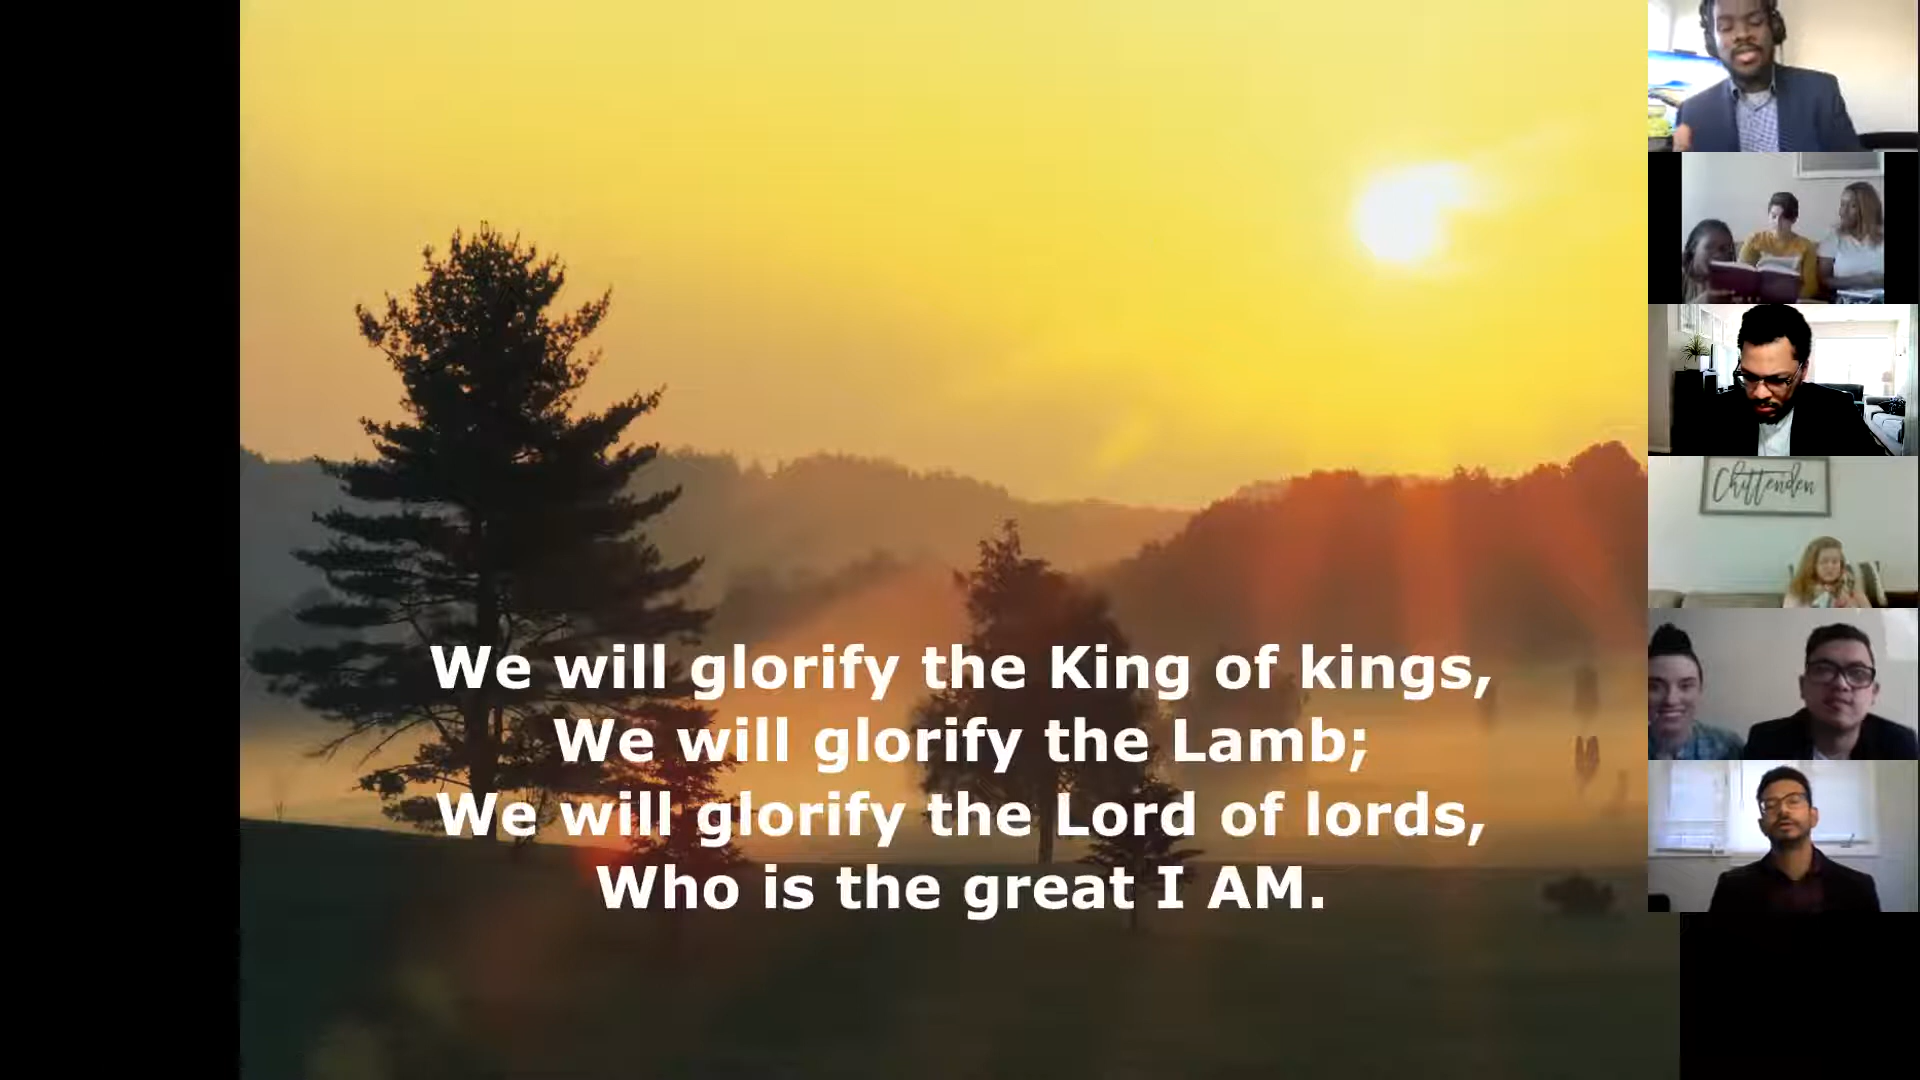 We will glorify the King of kings,
We will glorify the Lamb;
We will glorify the Lord of lords,
Who is the great I AM.
Chittenden